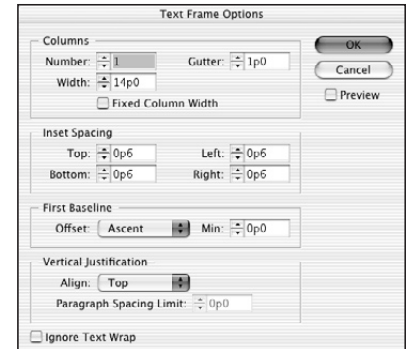 Text Frame Options
Columns
Number: 1 Gutter: 1p0
Width: 14p0
Fixed Column Width
OK
Cancel
Preview
Inset Spacing
Top: 0p6 Left: 0p6
Bottom: 0p6 Right: 0p6
First Baseline
Offset: Ascent Min: 0p0
Vertical Justification
Align: Top
Paragraph Spacing Limit: 0p0
Ignore Text Wrap